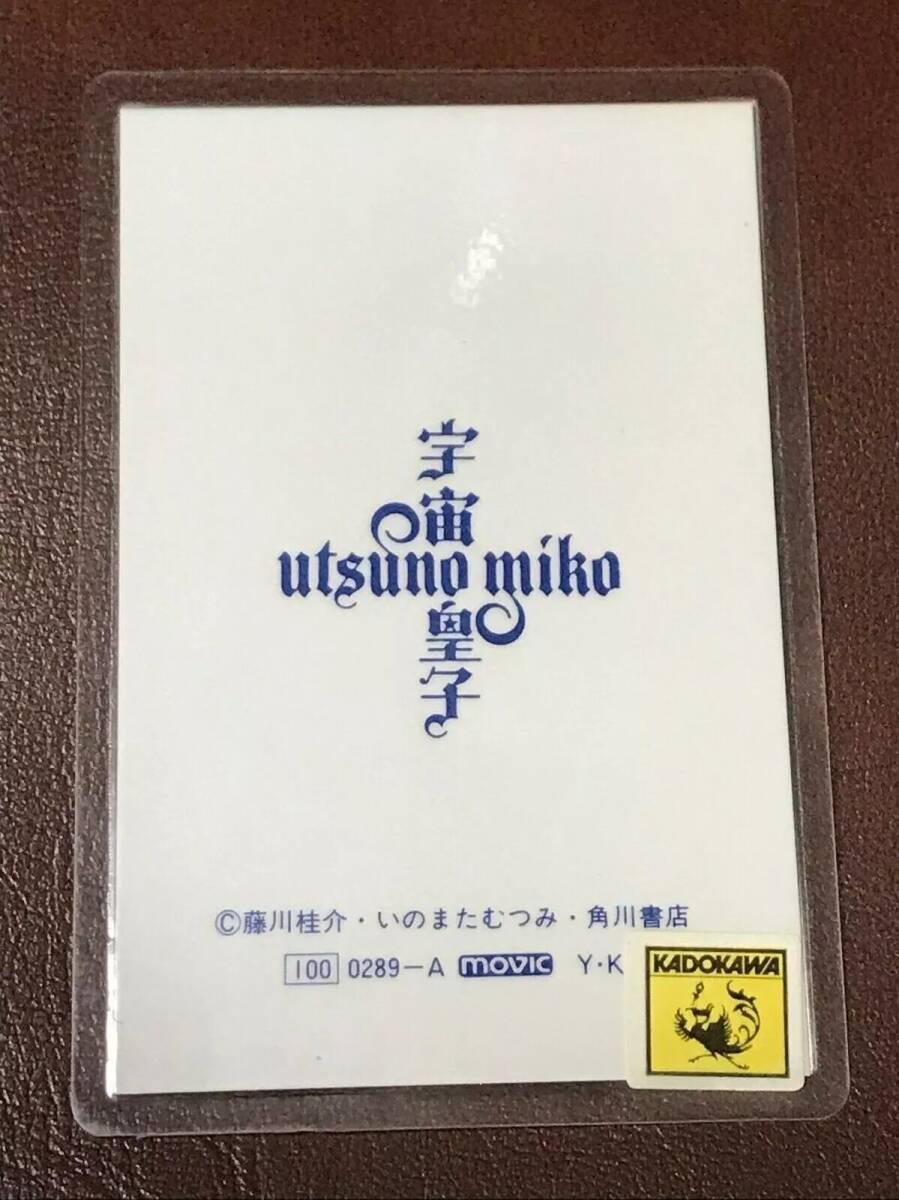 宇宙皇子
utsuno miko
©藤川桂介・いのまたむつみ・角川書店
100 0289-A movic Y・K
KADOKAWA